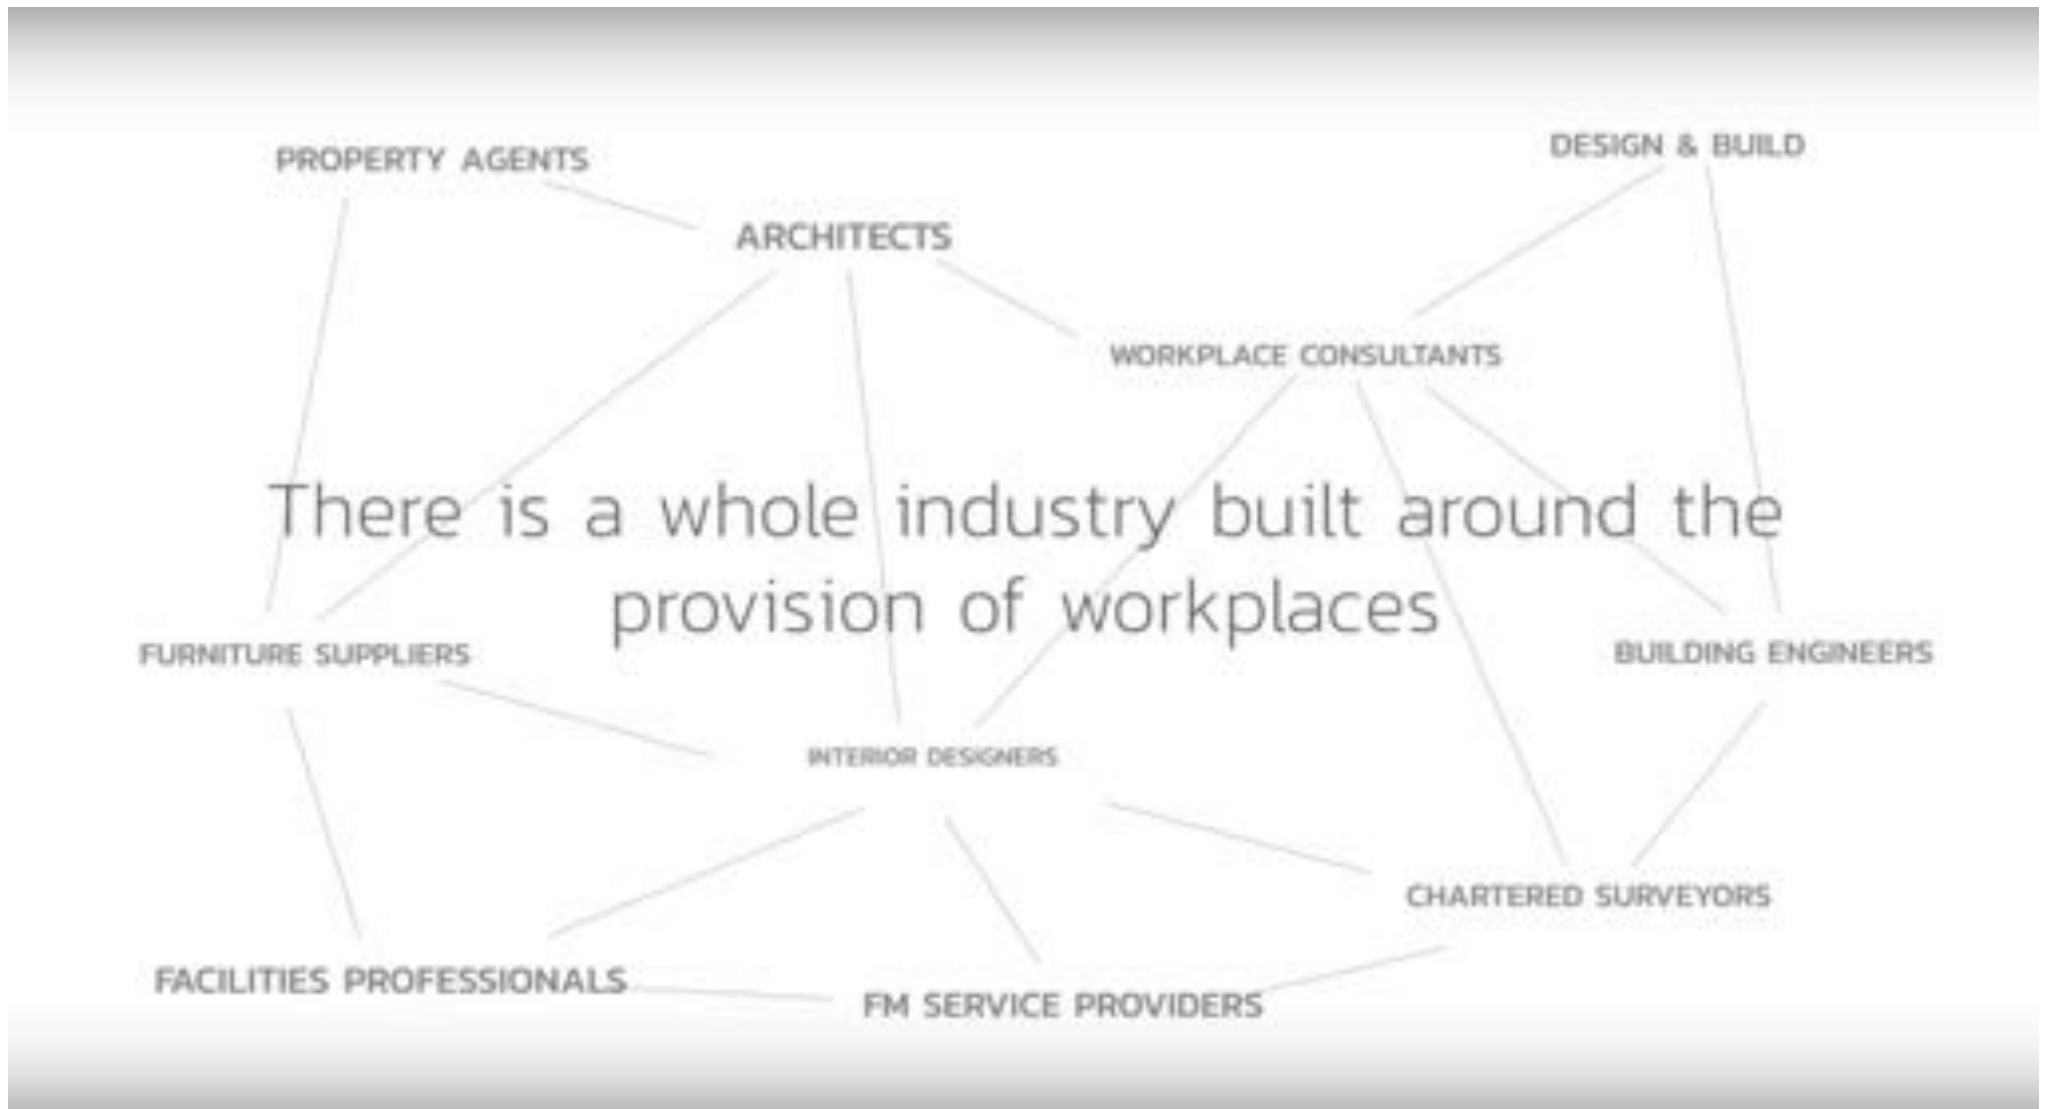 PROPERTY AGENTS
DESIGN & BUILD
ARCHITECTS
WORKPLACE CONSULTANTS
There is a whole industry built around the
provision of workplaces
FURNITURE SUPPLIERS
BUILDING ENGINEERS
INTERIOR DESIGNERS
CHARTERED SURVEYORS
FACILITIES PROFESSIONALS
FM SERVICE PROVIDERS